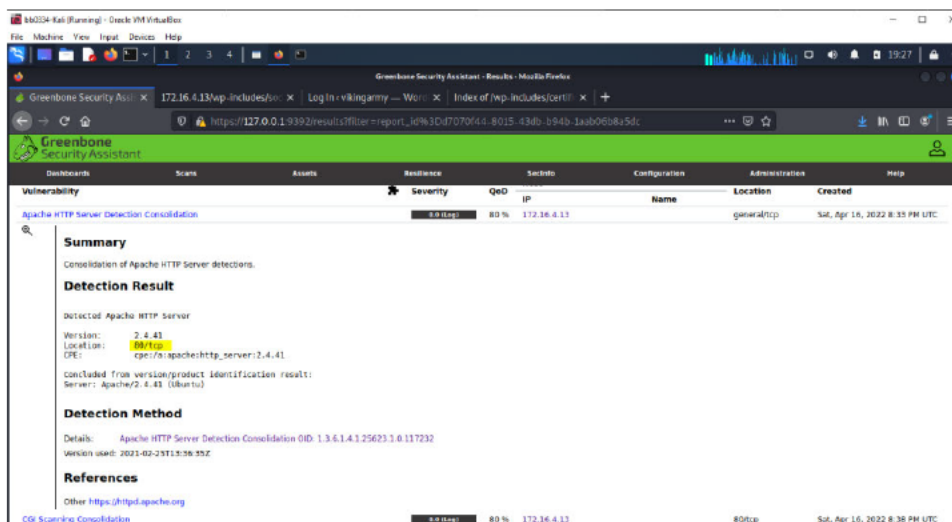 bb0334-Kali [Running] - Oracle VM VirtualBox
File Machine View Input Devices Help
1 2 3 4 19:27
Greenbone Security Assistant - Results - Mozilla Firefox
Greenbone Security Assi 172.16.4.13/wp-includes/so Log In ‹ vikingarmy — Word Index of /wp-includes/certifi
https://127.0.0.1:9392/results?filter=report_id%3Dd7070f44-8015-43db-b94b-1aab06b8a5dc
Greenbone
Security Assistant
Dashboards Scans Assets Resilience SecInfo Configuration Administration Help
Vulnerability Severity QoD IP Name Location Created
Apache HTTP Server Detection Consolidation 0.0 (Log) 80 % 172.16.4.13 general/tcp Sat, Apr 16, 2022 8:33 PM UTC
Summary
Consolidation of Apache HTTP Server detections.
Detection Result
Detected Apache HTTP Server
Version: 2.4.41
Location: 80/tcp
CPE: cpe:/a:apache:http_server:2.4.41
Concluded from version/product identification result:
Server: Apache/2.4.41 (Ubuntu)
Detection Method
Details: Apache HTTP Server Detection Consolidation OID: 1.3.6.1.4.1.25623.1.0.117232
Version used: 2021-02-25T13:36:35Z
References
Other https://httpd.apache.org
CGI Scanning Consolidation 0.0 (Log) 80 % 172.16.4.13 80/tcp Sat, Apr 16, 2022 8:38 PM UTC